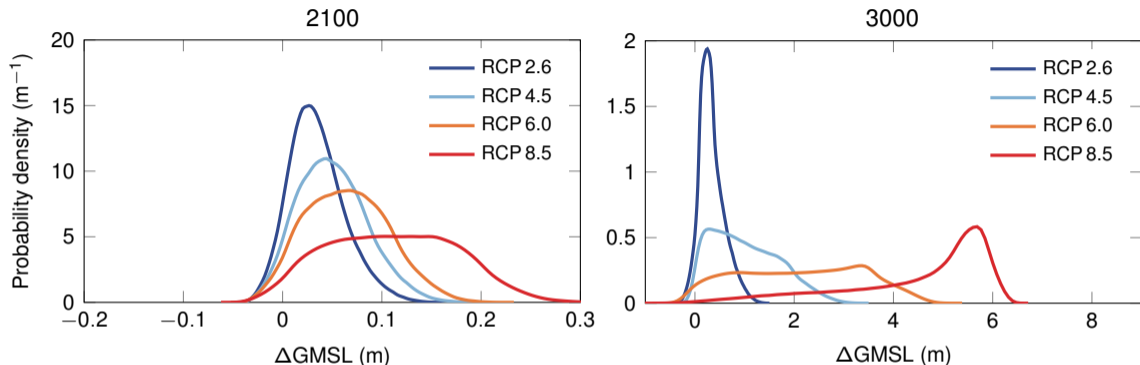 2100
Probability density (m−1)
20
15
10
5
0
−0.2
−0.1
0
0.1
0.2
0.3
ΔGMSL (m)
RCP 2.6
RCP 4.5
RCP 6.0
RCP 8.5
3000
2
1.5
1
0.5
0
0
2
4
6
8
ΔGMSL (m)
RCP 2.6
RCP 4.5
RCP 6.0
RCP 8.5